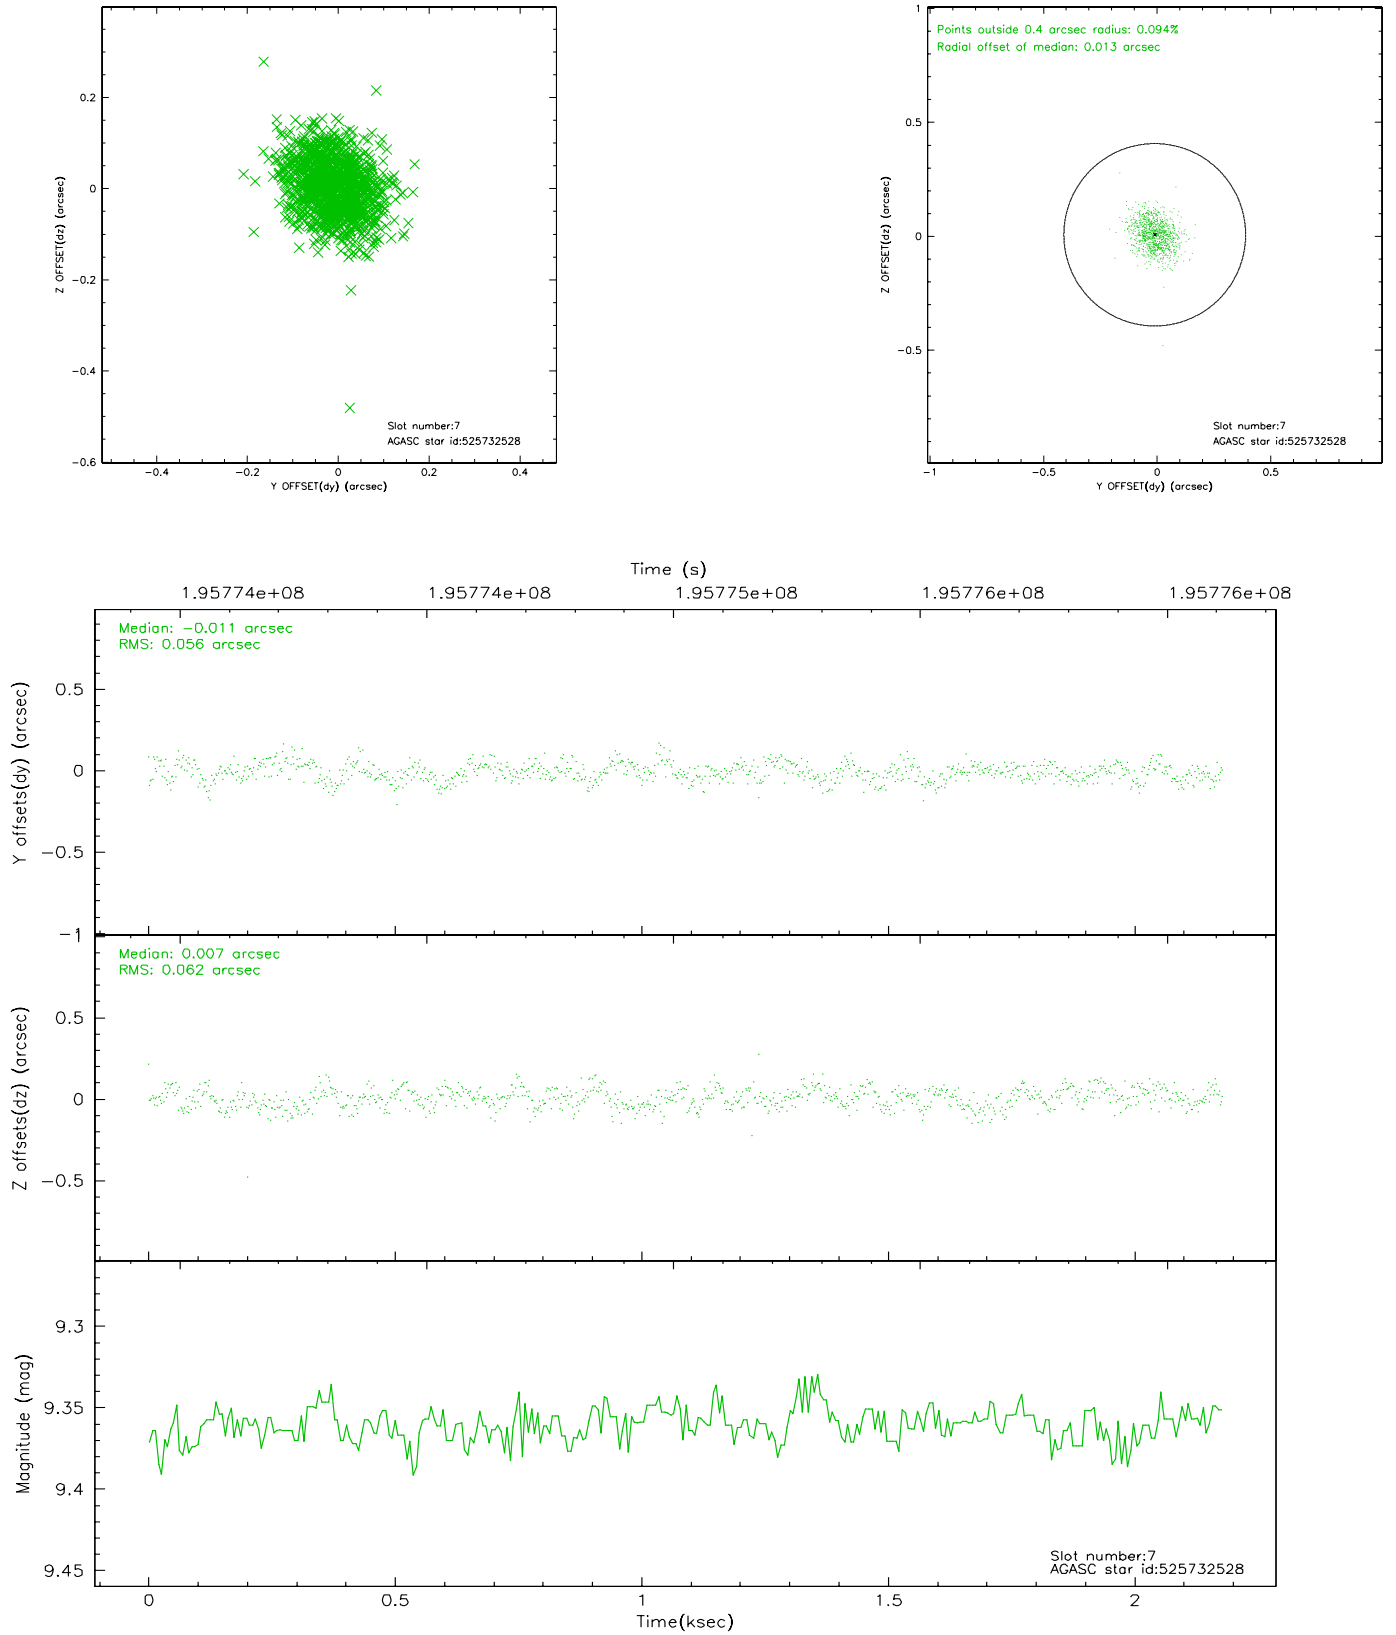 0.2
0
−0.2
−0.4
−0.6
−0.4
−0.2
0
0.2
0.4
Z OFFSET(dz) (arcsec)
Y OFFSET(dy) (arcsec)
Slot number:7
AGASC star id:525732528
Points outside 0.4 arcsec radius: 0.094%
Radial offset of median: 0.013 arcsec
1
0.5
0
−0.5
−1
−0.5
0
0.5
Z OFFSET(dz) (arcsec)
Y OFFSET(dy) (arcsec)
Slot number:7
AGASC star id:525732528
Time (s)
1.95774e+08
1.95774e+08
1.95775e+08
1.95776e+08
1.95776e+08
Median: −0.011 arcsec
RMS: 0.056 arcsec
0.5
0
−0.5
−1
Y offsets(dy) (arcsec)
Median: 0.007 arcsec
RMS: 0.062 arcsec
0.5
0
−0.5
Z offsets(dz) (arcsec)
9.3
9.35
9.4
9.45
Magnitude (mag)
Slot number:7
AGASC star id:525732528
0
0.5
1
1.5
2
Time(ksec)